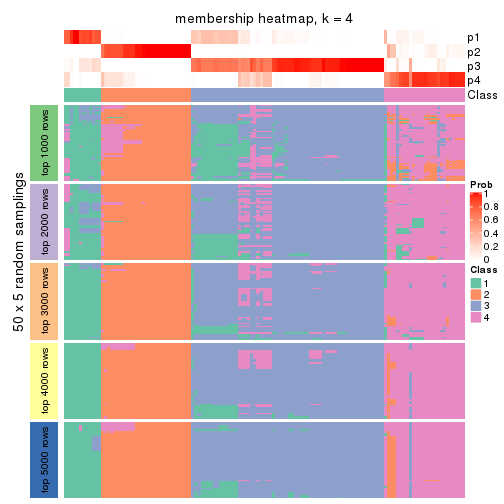 membership heatmap, k = 4
p1
p2
p3
p4
Class
50 x 5 random samplings
top 1000 rows
top 2000 rows
top 3000 rows
top 4000 rows
top 5000 rows
Prob
1
0.8
0.6
0.4
0.2
0
Class
1
2
3
4